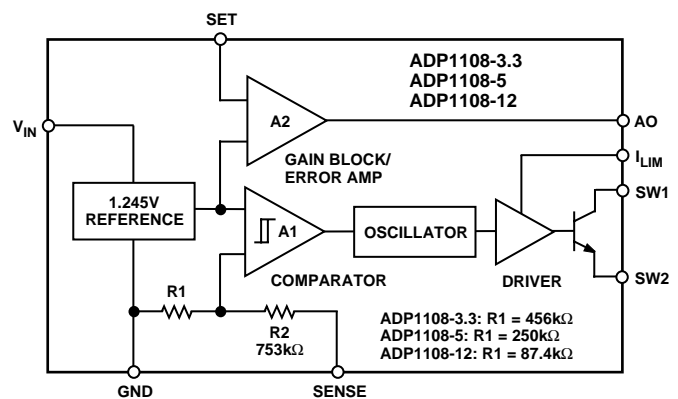 SET
ADP1108-3.3
ADP1108-5
ADP1108-12
VIN
A2
AO
GAIN BLOCK/
ERROR AMP
ILIM
1.245V
REFERENCE
A1
OSCILLATOR
SW1
COMPARATOR
DRIVER
SW2
R1
R2
753kΩ
ADP1108-3.3: R1 = 456kΩ
ADP1108-5: R1 = 250kΩ
ADP1108-12: R1 = 87.4kΩ
GND
SENSE